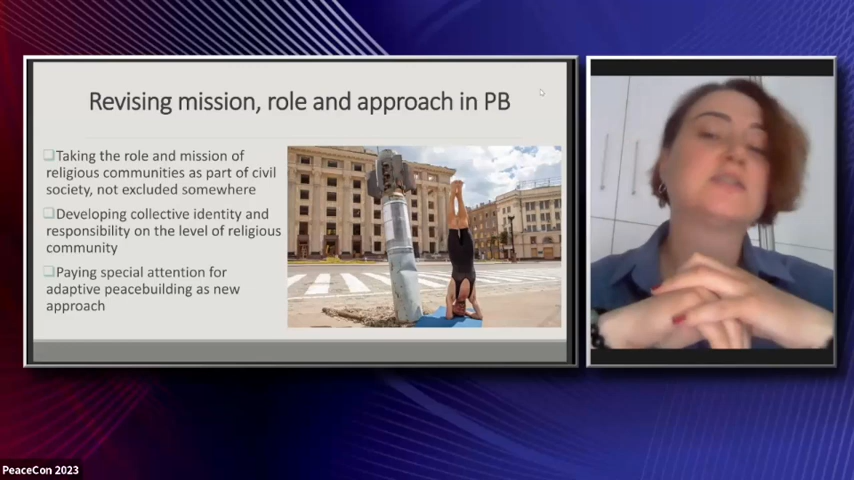 Revising mission, role and approach in PB
Taking the role and mission of
religious communities as part of civil
society, not excluded somewhere
Developing collective identity and
responsibility on the level of religious
community
Paying special attention for
adaptive peacebuilding as new
approach
PeaceCon 2023